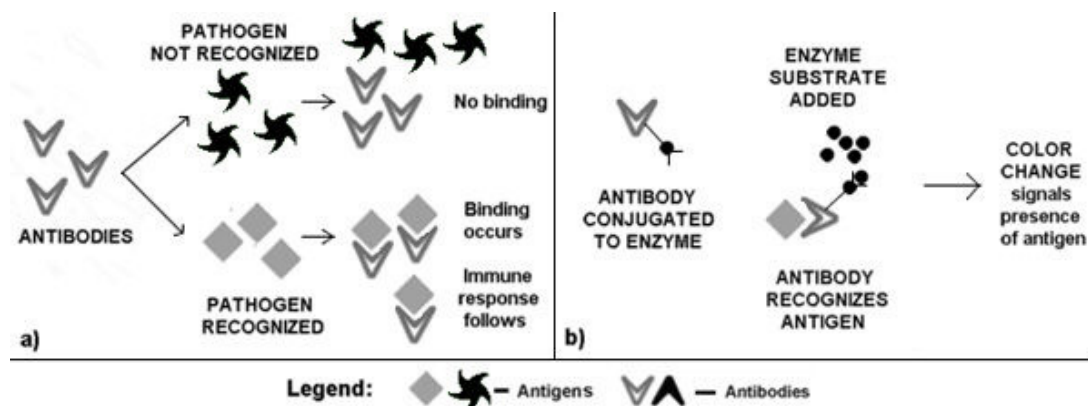 PATHOGEN
NOT RECOGNIZED
No binding
ANTIBODIES
Binding
occurs
Immune
response
follows
PATHOGEN
RECOGNIZED
a)
ENZYME
SUBSTRATE
ADDED
ANTIBODY
CONJUGATED
TO ENZYME
COLOR
CHANGE
signals
presence
of antigen
ANTIBODY
RECOGNIZES
ANTIGEN
b)
Legend: – Antigens – Antibodies